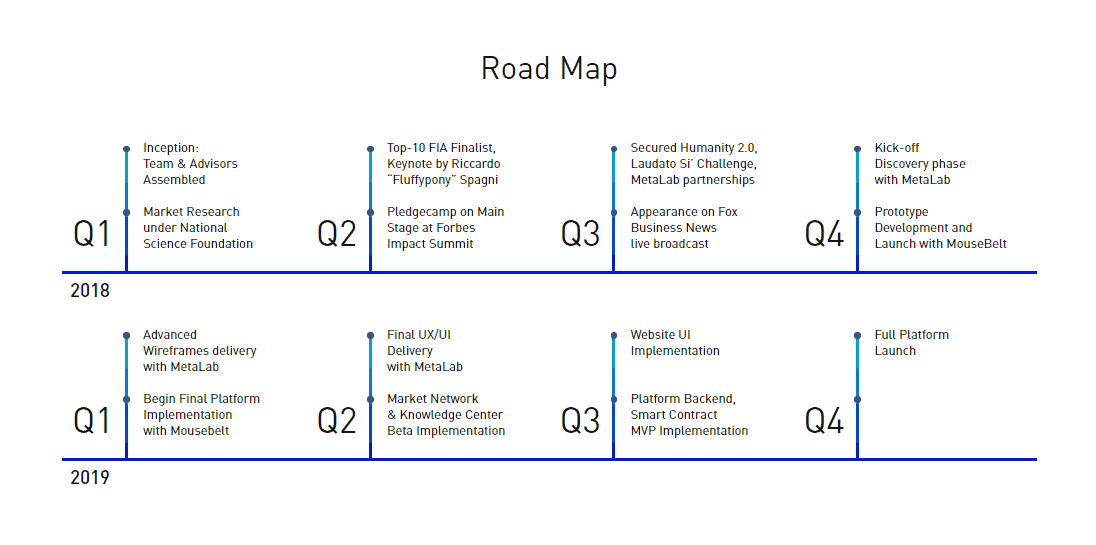 Road Map
Q1
Inception:
Team & Advisors
Assembled
Market Research
under National
Science Foundation
Q2
Top-10 FIA Finalist,
Keynote by Riccardo
“Fluffypony” Spagni
Pledgecamp on Main
Stage at Forbes
Impact Summit
Q3
Secured Humanity 2.0,
Laudato Si’ Challenge,
MetaLab partnerships
Appearance on Fox
Business News
live broadcast
Q4
Kick-off
Discovery phase
with MetaLab
Prototype
Development and
Launch with MouseBelt
2018
Q1
Advanced
Wireframes delivery
with MetaLab
Begin Final Platform
Implementation
with Mousebelt
Q2
Final UX/UI
Delivery
with MetaLab
Market Network
& Knowledge Center
Beta Implementation
Q3
Website UI
Implementation
Platform Backend,
Smart Contract
MVP Implementation
Q4
Full Platform
Launch
2019